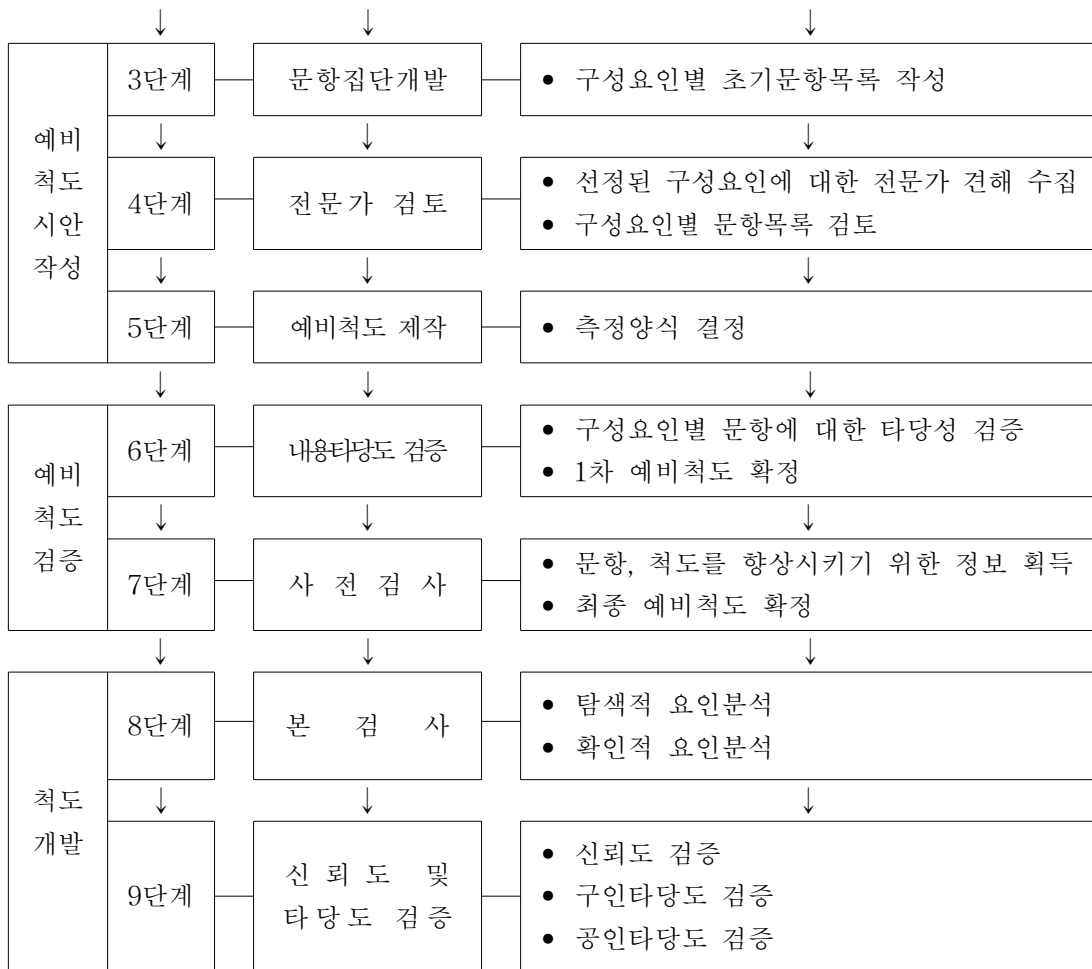 예비
척도
시안
작성
3단계
문항집단개발
• 구성요인별 초기문항목록 작성
4단계
전문가 검토
• 선정된 구성요인에 대한 전문가 견해 수집
• 구성요인별 문항목록 검토
5단계
예비척도 제작
• 측정양식 결정
예비
척도
검증
6단계
내용타당도 검증
• 구성요인별 문항에 대한 타당성 검증
• 1차 예비척도 확정
7단계
사 전 검 사
• 문항, 척도를 향상시키기 위한 정보 획득
• 최종 예비척도 확정
척도
개발
8단계
본 검 사
• 탐색적 요인분석
• 확인적 요인분석
9단계
신 뢰 도 및
타당도 검증
• 신뢰도 검증
• 구인타당도 검증
• 공인타당도 검증